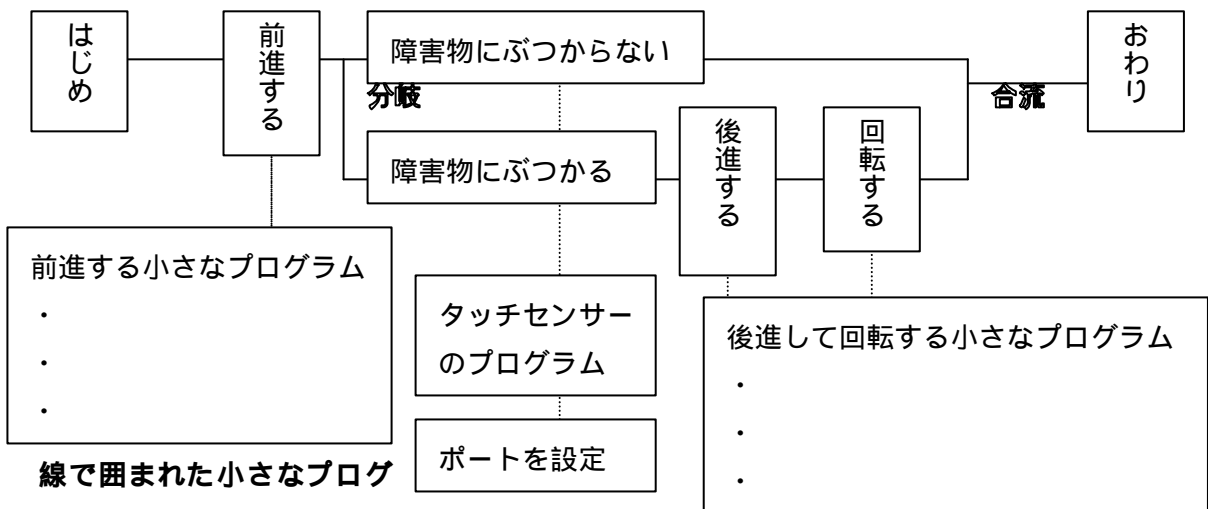 はじめ
前進する
障害物にぶつからない
分岐
障害物にぶつかる
後進する
回転する
合流
おわり
前進する小さなプログラム
・
・
・
線で囲まれた小さなプログ
タッチセンサー
のプログラム
ポートを設定
後進して回転する小さなプログラム
・
・
・